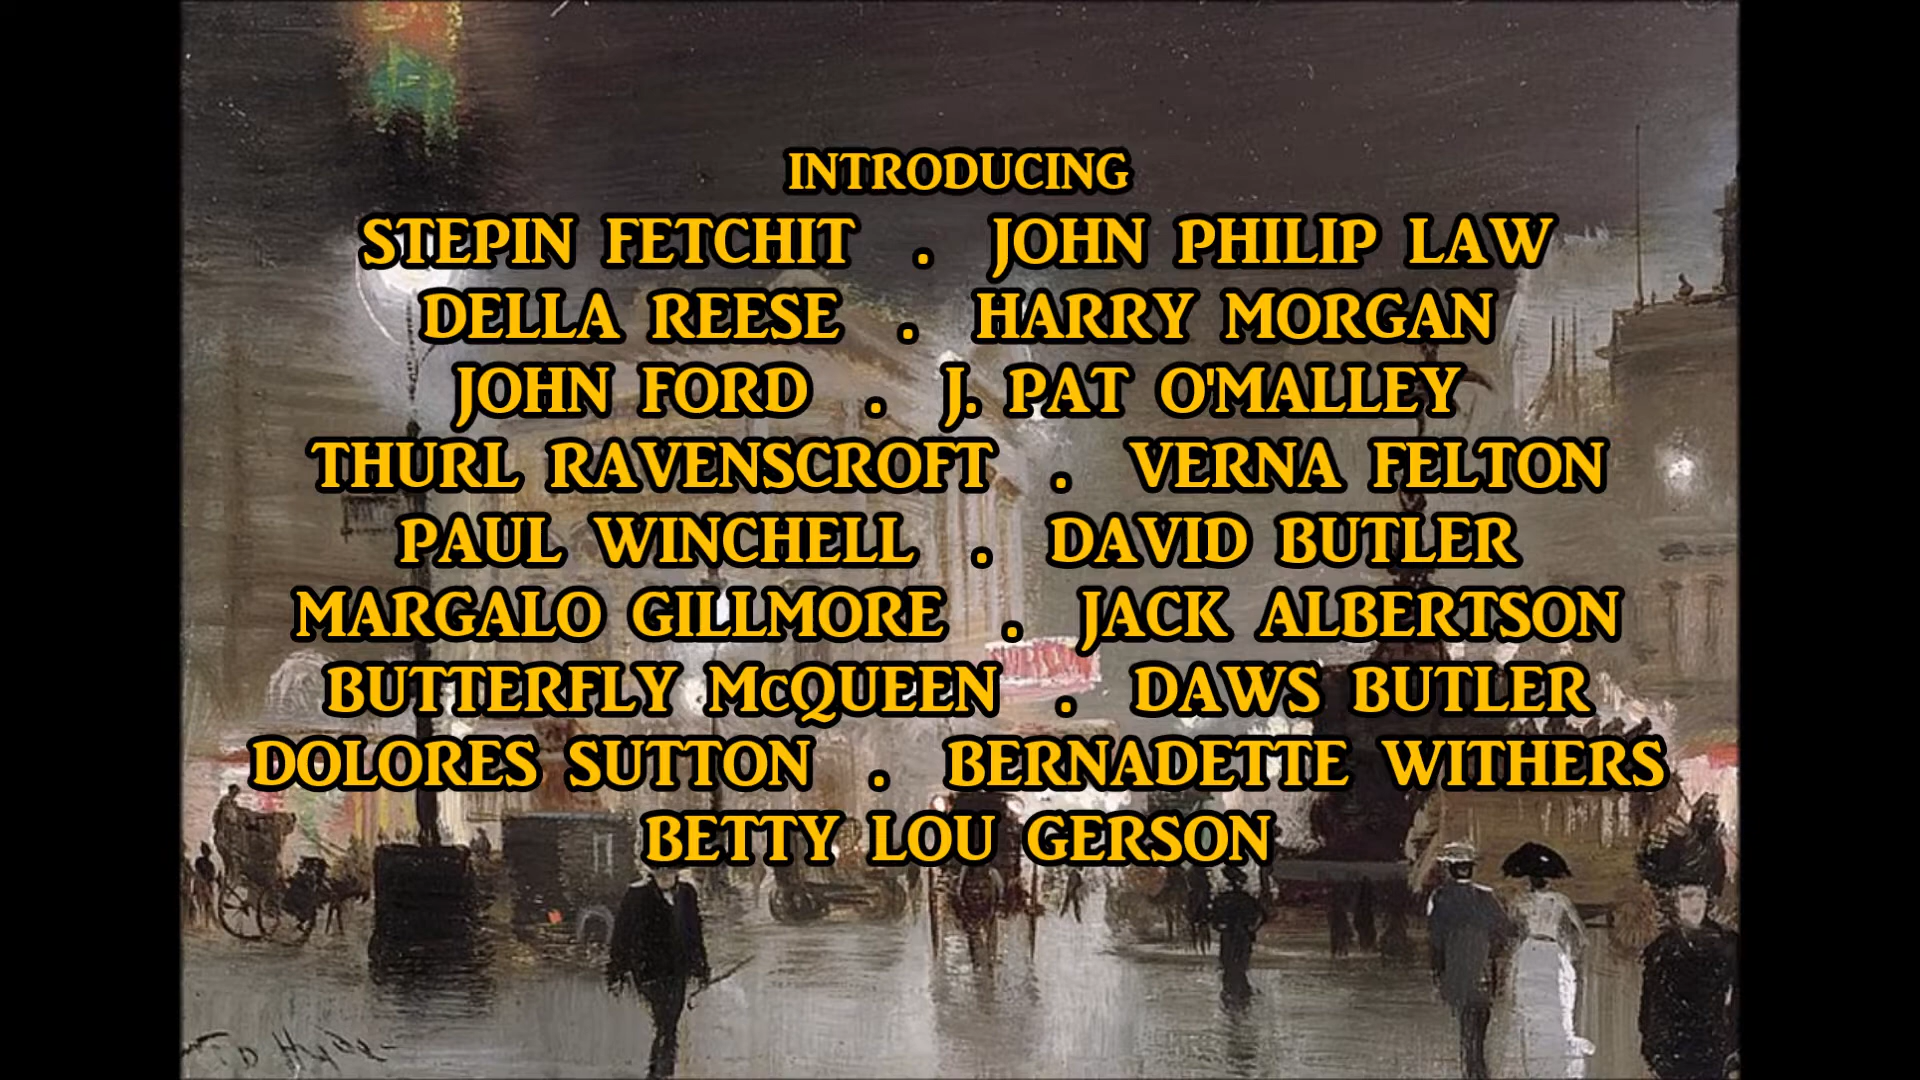 INTRODUCING
STEPIN FETCHIT . JOHN PHILIP LAW
DELLA REESE . HARRY MORGAN
JOHN FORD . J. PAT O'MALLEY
THURL RAVENSCROFT . VERNA FELTON
PAUL WINCHELL . DAVID BUTLER
MARGALO GILLMORE . JACK ALBERTSON
BUTTERFLY McQUEEN . DAWS BUTLER
DOLORES SUTTON . BERNADETTE WITHERS
BETTY LOU GERSON